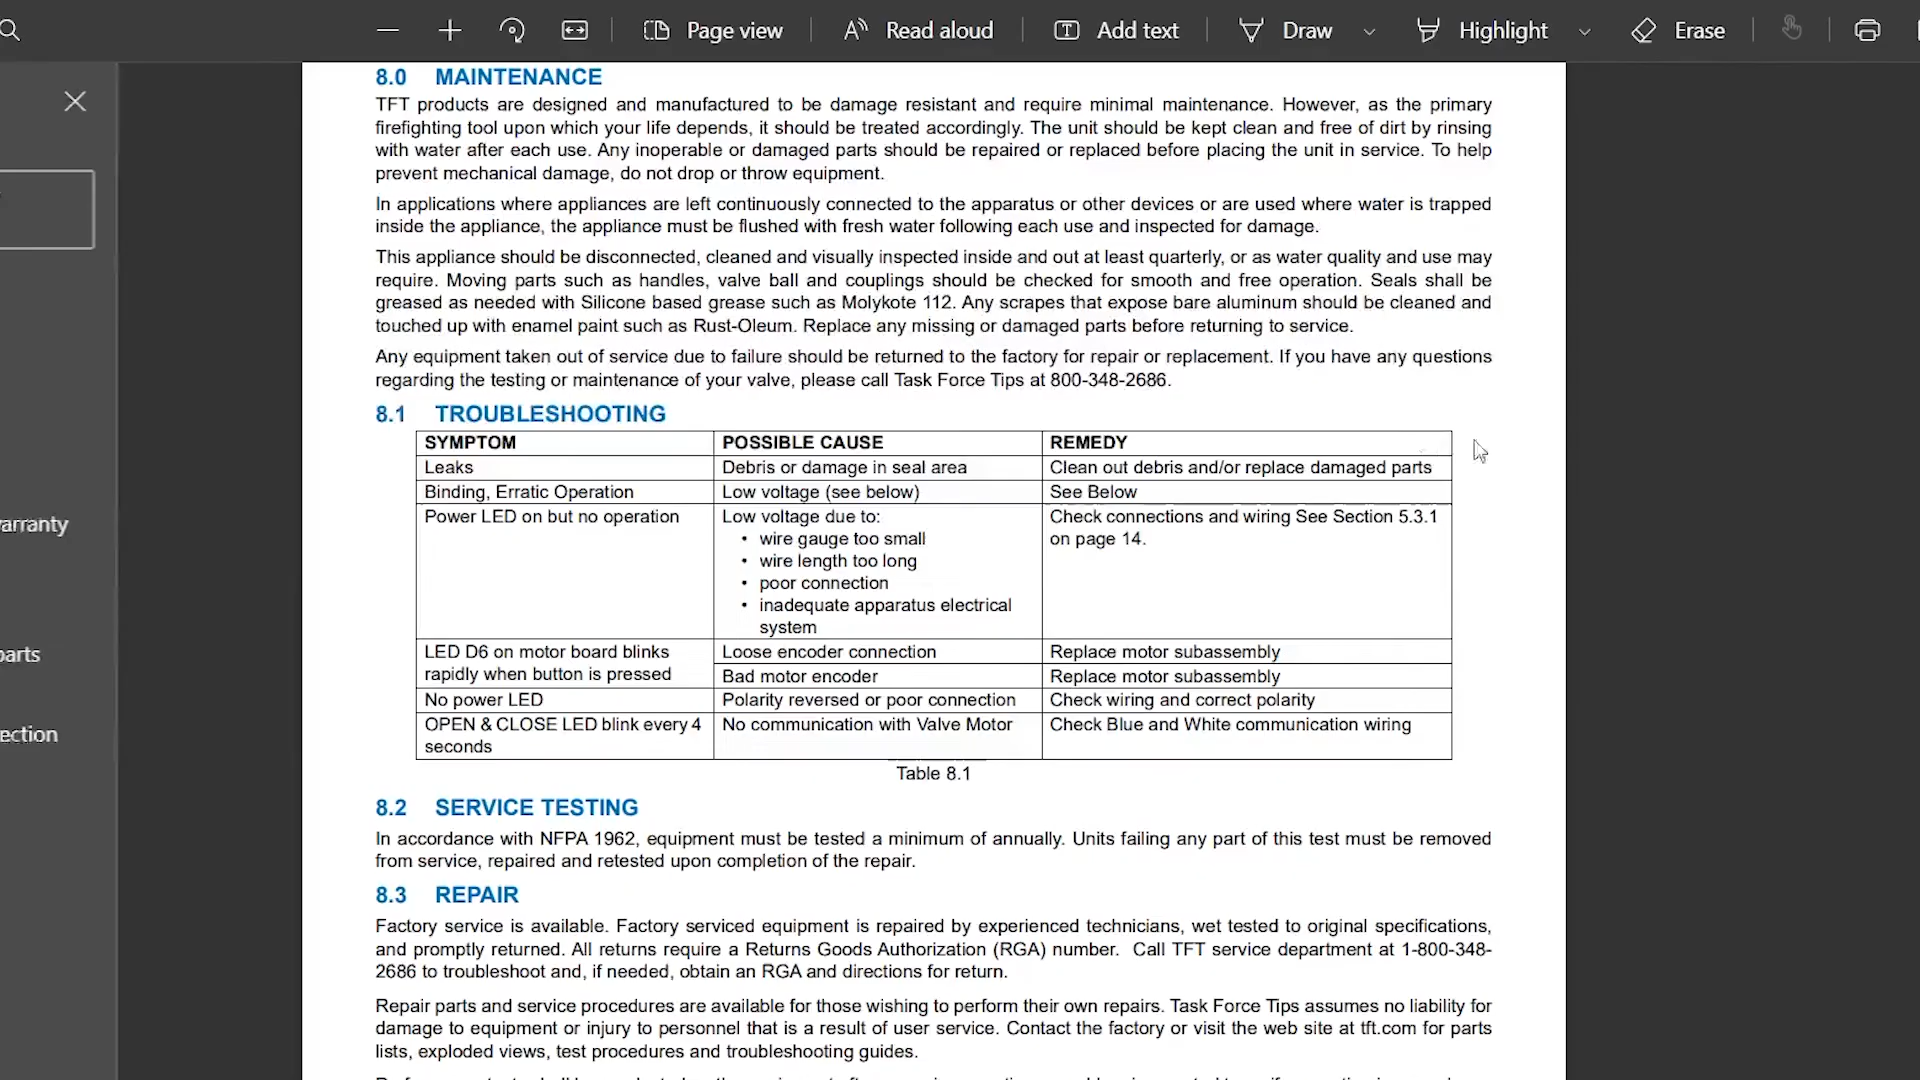 Page view
Read aloud
Add text
Draw
Highlight
Erase
arranty
parts
ection
8.0 MAINTENANCE
TFT products are designed and manufactured to be damage resistant and require minimal maintenance. However, as the primary
firefighting tool upon which your life depends, it should be treated accordingly. The unit should be kept clean and free of dirt by rinsing
with water after each use. Any inoperable or damaged parts should be repaired or replaced before placing the unit in service. To help
prevent mechanical damage, do not drop or throw equipment.
In applications where appliances are left continuously connected to the apparatus or other devices or are used where water is trapped
inside the appliance, the appliance must be flushed with fresh water following each use and inspected for damage.
This appliance should be disconnected, cleaned and visually inspected inside and out at least quarterly, or as water quality and use may
require. Moving parts such as handles, valve ball and couplings should be checked for smooth and free operation. Seals shall be
greased as needed with Silicone based grease such as Molykote 112. Any scrapes that expose bare aluminum should be cleaned and
touched up with enamel paint such as Rust-Oleum. Replace any missing or damaged parts before returning to service.
Any equipment taken out of service due to failure should be returned to the factory for repair or replacement. If you have any questions
regarding the testing or maintenance of your valve, please call Task Force Tips at 800-348-2686.
8.1 TROUBLESHOOTING
SYMPTOM POSSIBLE CAUSE REMEDY
Leaks Debris or damage in seal area Clean out debris and/or replace damaged parts
Binding, Erratic Operation Low voltage (see below) See Below
Power LED on but no operation Low voltage due to: Check connections and wiring See Section 5.3.1
• wire gauge too small on page 14.
• wire length too long
• poor connection
• inadequate apparatus electrical
system
LED D6 on motor board blinks Loose encoder connection Replace motor subassembly
rapidly when button is pressed Bad motor encoder Replace motor subassembly
No power LED Polarity reversed or poor connection Check wiring and correct polarity
OPEN & CLOSE LED blink every 4 No communication with Valve Motor Check Blue and White communication wiring
seconds
Table 8.1
8.2 SERVICE TESTING
In accordance with NFPA 1962, equipment must be tested a minimum of annually. Units failing any part of this test must be removed
from service, repaired and retested upon completion of the repair.
8.3 REPAIR
Factory service is available. Factory serviced equipment is repaired by experienced technicians, wet tested to original specifications,
and promptly returned. All returns require a Returns Goods Authorization (RGA) number. Call TFT service department at 1-800-348-
2686 to troubleshoot and, if needed, obtain an RGA and directions for return.
Repair parts and service procedures are available for those wishing to perform their own repairs. Task Force Tips assumes no liability for
damage to equipment or injury to personnel that is a result of user service. Contact the factory or visit the web site at tft.com for parts
lists, exploded views, test procedures and troubleshooting guides.